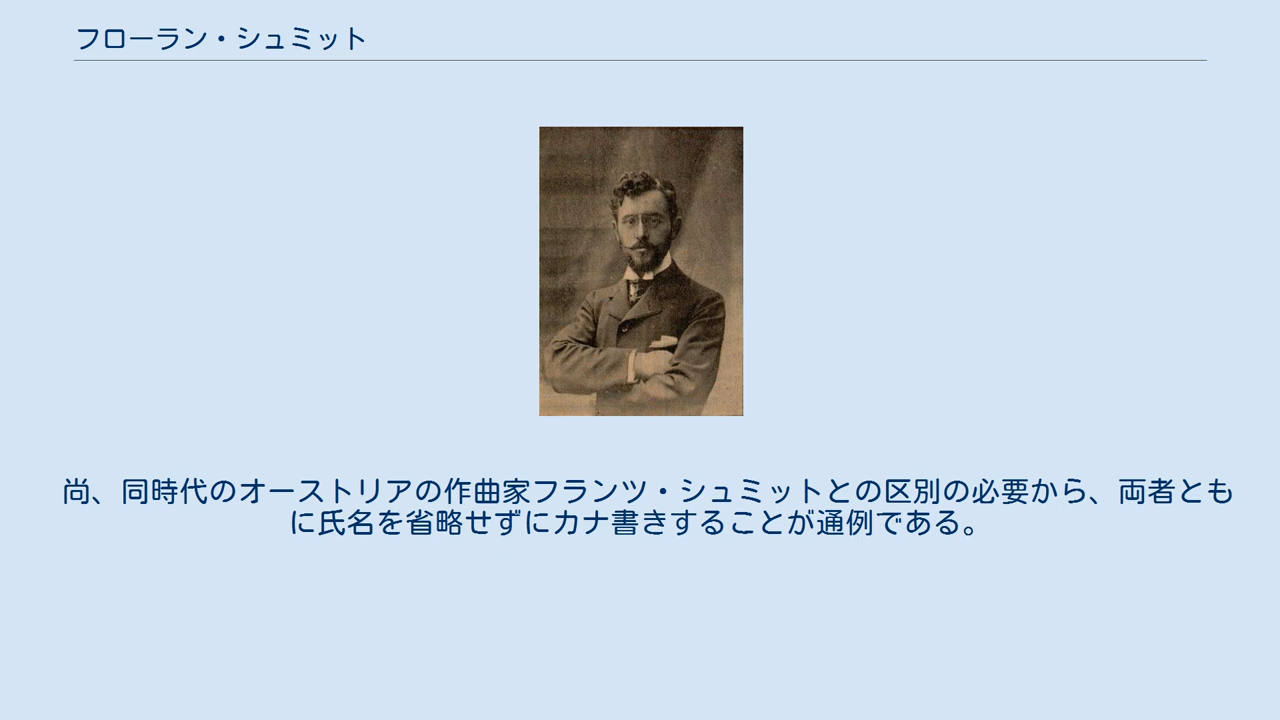 フローラン・シュミット
尚、同時代のオーストリアの作曲家フランツ・シュミットとの区別の必要から、両者とも
に氏名を省略せずにカナ書きすることが通例である。